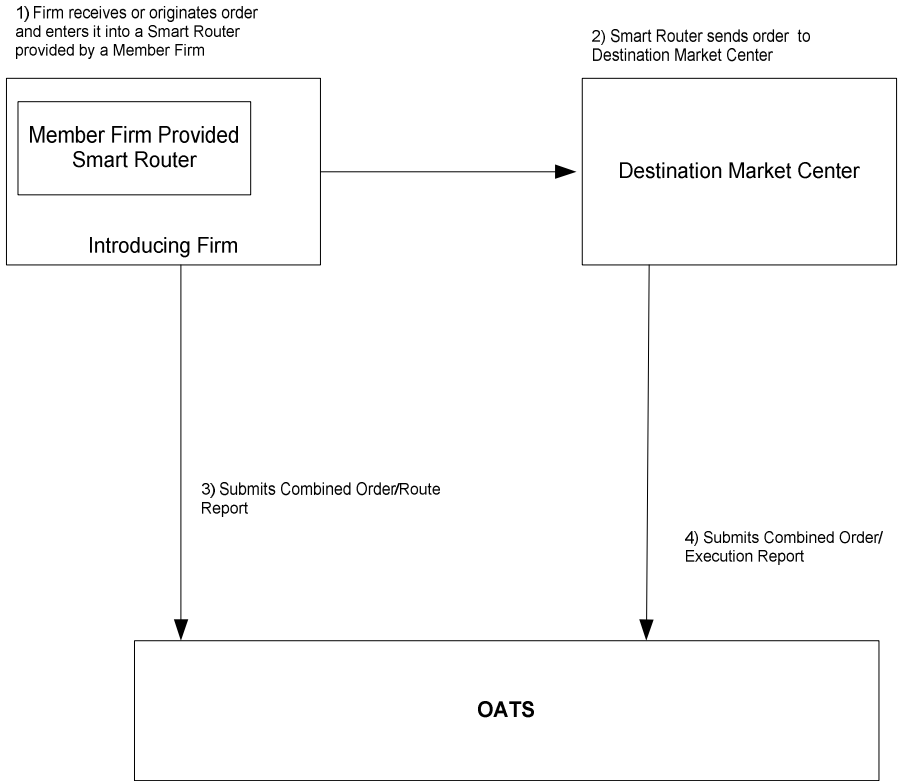 1) Firm receives or originates order
and enters it into a Smart Router
provided by a Member Firm
2) Smart Router sends order to
Destination Market Center
Member Firm Provided
Smart Router
Introducing Firm
Destination Market Center
3) Submits Combined Order/Route
Report
4) Submits Combined Order/
Execution Report
OATS